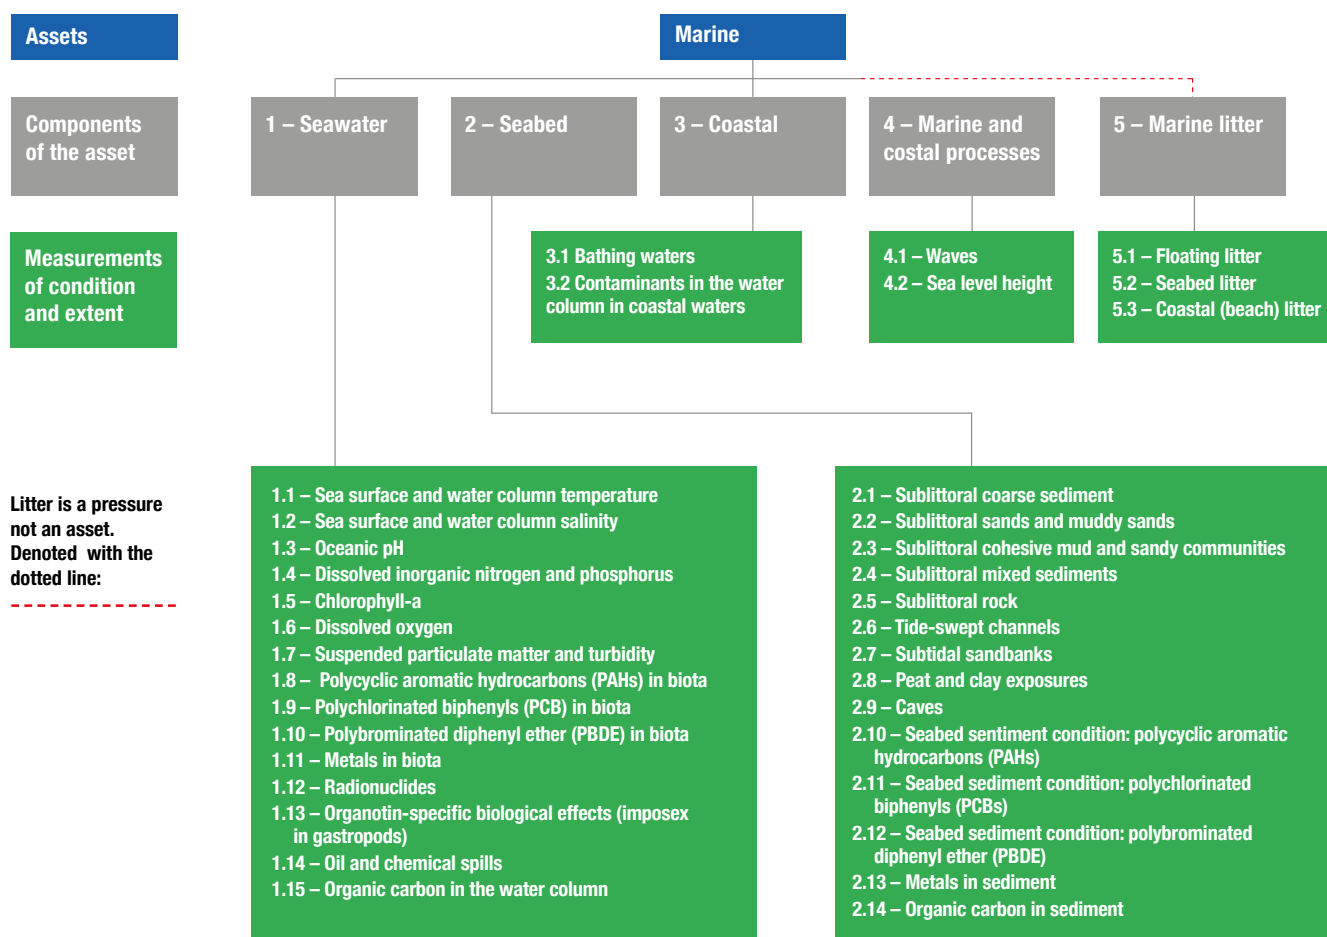 Assets
Marine
Components
of the asset
1 – Seawater
2 – Seabed
3 – Coastal
4 – Marine and
costal processes
5 – Marine litter
Measurements
of condition
and extent
3.1 Bathing waters
3.2 Contaminants in the water
column in coastal waters
4.1 – Waves
4.2 – Sea level height
5.1 – Floating litter
5.2 – Seabed litter
5.3 – Coastal (beach) litter
Litter is a pressure
not an asset.
Denoted with the
dotted line:
1.1 – Sea surface and water column temperature
1.2 – Sea surface and water column salinity
1.3 – Oceanic pH
1.4 – Dissolved inorganic nitrogen and phosphorus
1.5 – Chlorophyll-a
1.6 – Dissolved oxygen
1.7 – Suspended particulate matter and turbidity
1.8 – Polycyclic aromatic hydrocarbons (PAHs) in biota
1.9 – Polychlorinated biphenyls (PCB) in biota
1.10 – Polybrominated diphenyl ether (PBDE) in biota
1.11 – Metals in biota
1.12 – Radionuclides
1.13 – Organotin-specific biological effects (imposex
in gastropods)
1.14 – Oil and chemical spills
1.15 – Organic carbon in the water column
2.1 – Sublittoral coarse sediment
2.2 – Sublittoral sands and muddy sands
2.3 – Sublittoral cohesive mud and sandy communities
2.4 – Sublittoral mixed sediments
2.5 – Sublittoral rock
2.6 – Tide-swept channels
2.7 – Subtidal sandbanks
2.8 – Peat and clay exposures
2.9 – Caves
2.10 – Seabed sentiment condition: polycyclic aromatic
hydrocarbons (PAHs)
2.11 – Seabed sediment condition: polychlorinated
biphenyls (PCBs)
2.12 – Seabed sediment condition: polybrominated
diphenyl ether (PBDE)
2.13 – Metals in sediment
2.14 – Organic carbon in sediment